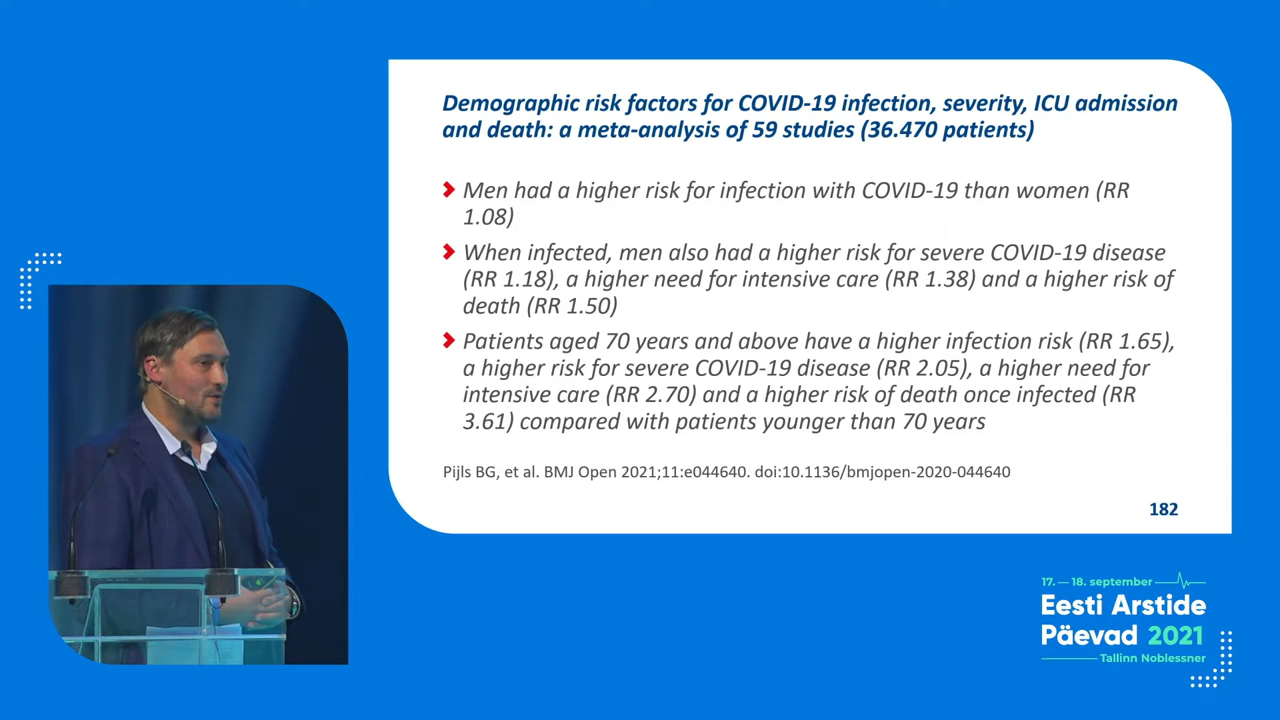 Demographic risk factors for COVID-19 infection, severity, ICU admission
and death: a meta-analysis of 59 studies (36.470 patients)
Men had a higher risk for infection with COVID-19 than women (RR
1.08)
When infected, men also had a higher risk for severe COVID-19 disease
(RR 1.18), a higher need for intensive care (RR 1.38) and a higher risk of
death (RR 1.50)
Patients aged 70 years and above have a higher infection risk (RR 1.65),
a higher risk for severe COVID-19 disease (RR 2.05), a higher need for
intensive care (RR 2.70) and a higher risk of death once infected (RR
3.61) compared with patients younger than 70 years
Pijls BG, et al. BMJ Open 2021;11:e044640. doi:10.1136/bmjopen-2020-044640
182
17. — 18. september
Eesti Arstide
Päevad 2021
Tallinn Noblessner